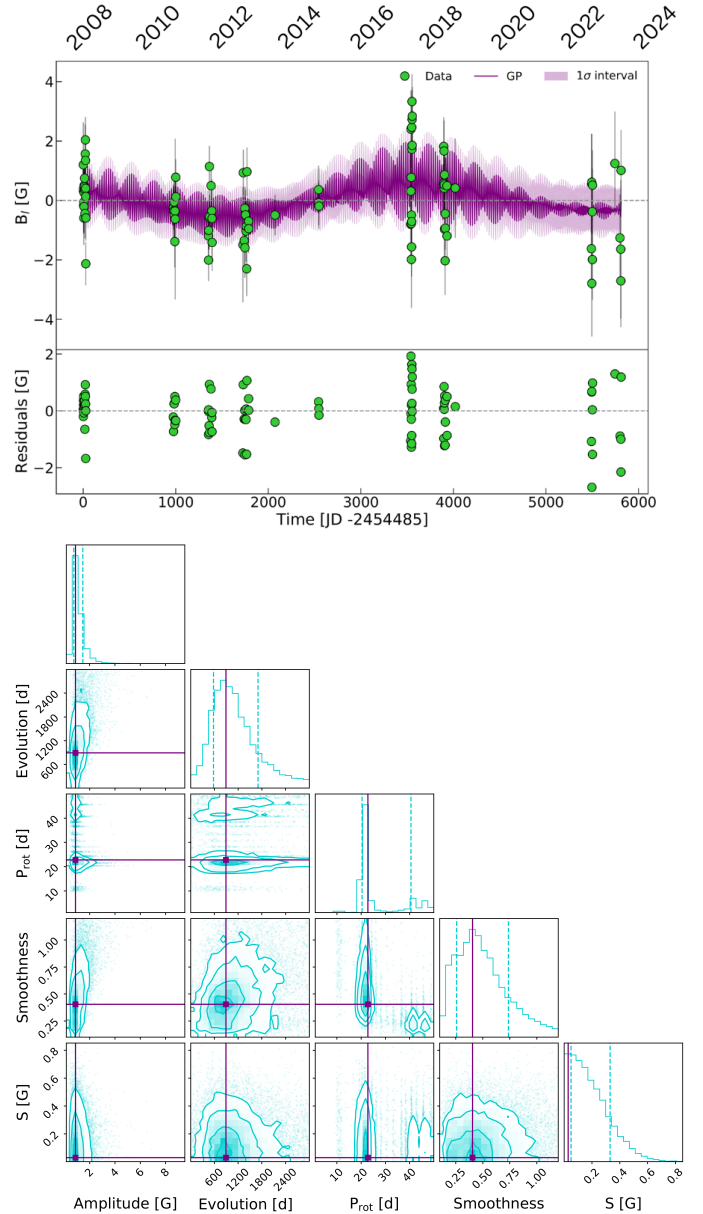 2008 2010 2012 2014 2016 2018 2020 2022 2024
Data GP 1σ interval
4
2
0
−2
−4
B_l [G]
2
0
−2
Residuals [G]
0 1000 2000 3000 4000 5000 6000
Time [JD -2454485]
2400
1800
1200
600
Evolution [d]
40
30
20
10
P_rot [d]
1.00
0.75
0.50
0.25
Smoothness
0.8
0.6
0.4
0.2
S [G]
2 4 6 8
600 1200 1800 2400
10 20 30 40
0.25 0.50 0.75 1.00
0.2 0.4 0.6 0.8
Amplitude [G] Evolution [d] P_rot [d] Smoothness S [G]